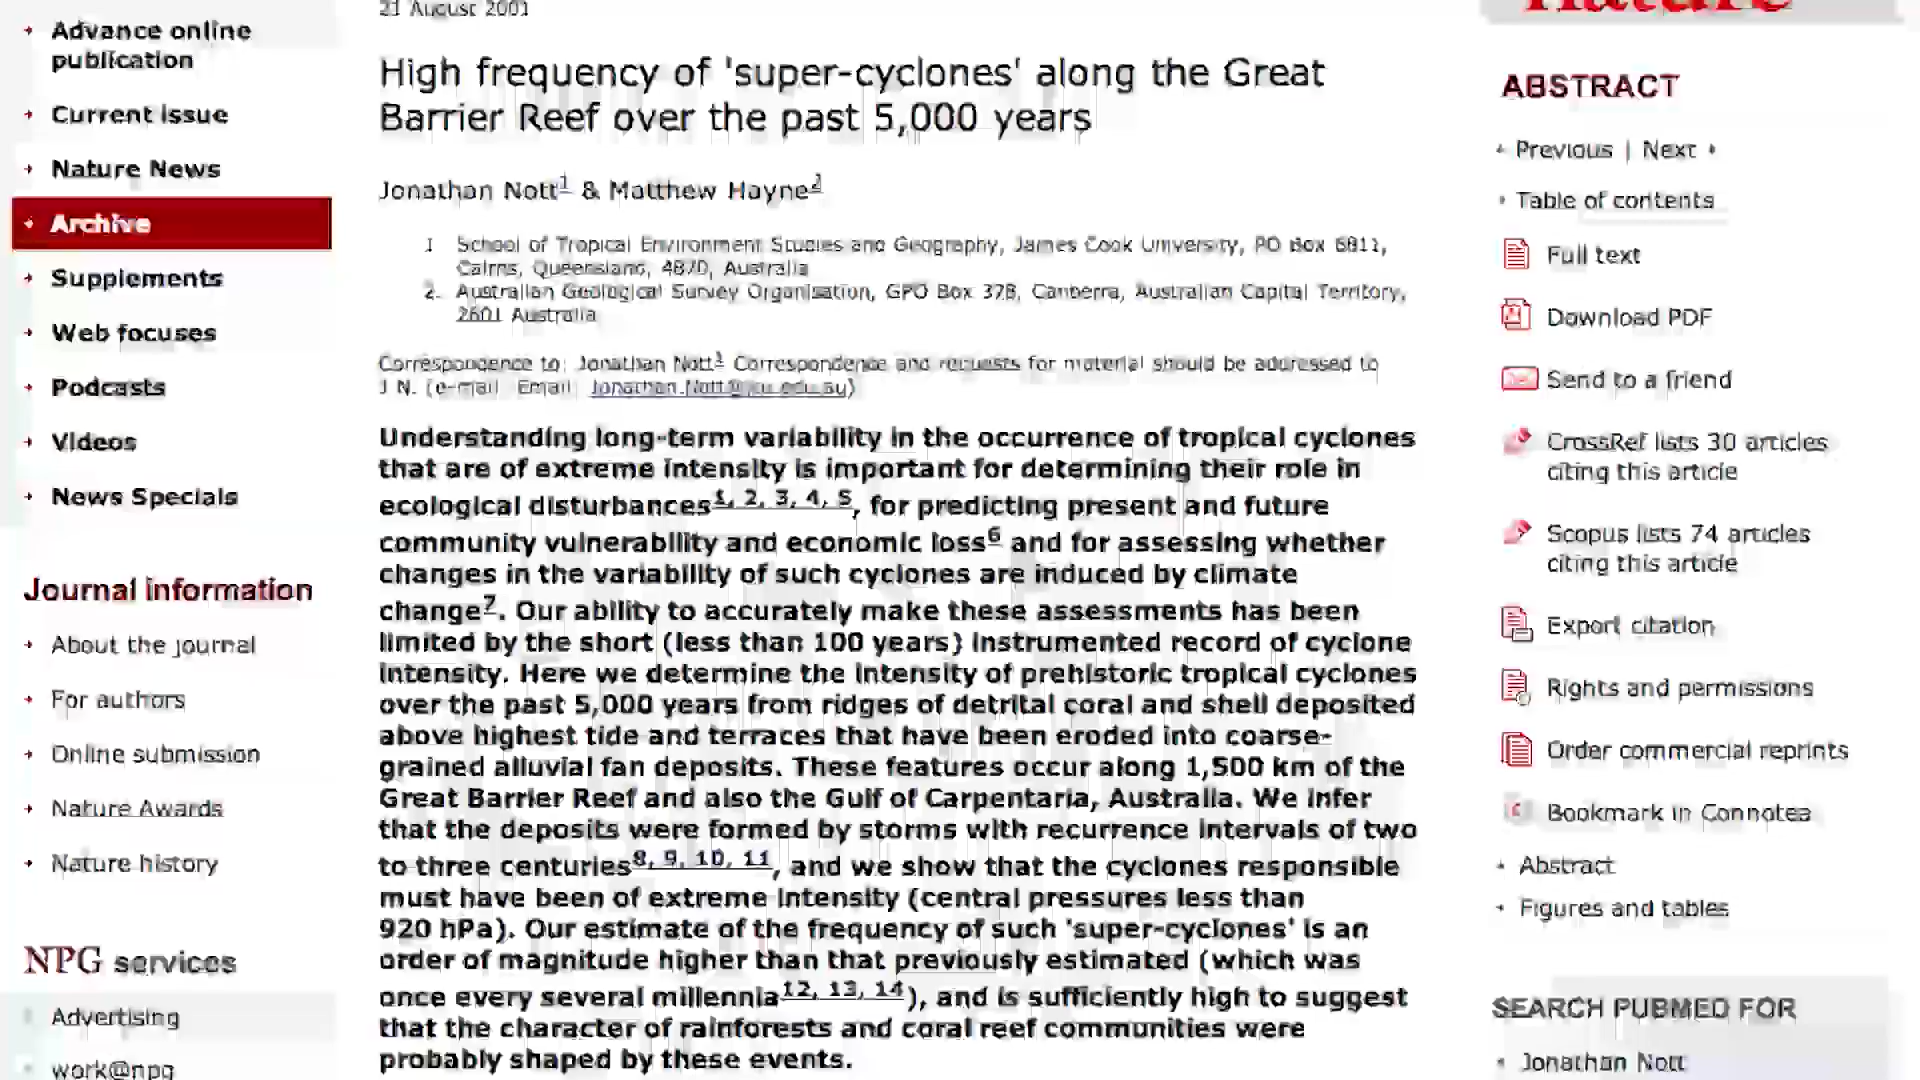 Advance online
publication
Current issue
Nature News
Archive
Supplements
Web focuses
Podcasts
Videos
News Specials
Journal information
About the journal
For authors
Online submission
Nature Awards
Nature history
NPG services
Advertising
work@npg
21 August 2001
High frequency of 'super-cyclones' along the Great
Barrier Reef over the past 5,000 years
Jonathan Nott1 & Matthew Hayne2
1 School of Tropical Environment Studies and Geography, James Cook University, PO Box 6811,
Cairns, Queensland, 4870, Australia
2. Australian Geological Survey Organisation, GPO Box 378, Canberra, Australian Capital Territory,
2601 Australia
Correspondence to: Jonathan Nott1 Correspondence and requests for material should be addressed to
J N. (e-mail Email: Jonathan.Nott@jcu.edu.au)
Understanding long-term variability in the occurrence of tropical cyclones
that are of extreme intensity is important for determining their role in
ecological disturbances1, 2, 3, 4, 5, for predicting present and future
community vulnerability and economic loss6 and for assessing whether
changes in the variability of such cyclones are induced by climate
change7. Our ability to accurately make these assessments has been
limited by the short (less than 100 years) instrumented record of cyclone
intensity. Here we determine the intensity of prehistoric tropical cyclones
over the past 5,000 years from ridges of detrital coral and shell deposited
above highest tide and terraces that have been eroded into coarse-
grained alluvial fan deposits. These features occur along 1,500 km of the
Great Barrier Reef and also the Gulf of Carpentaria, Australia. We infer
that the deposits were formed by storms with recurrence intervals of two
to three centuries8, 9, 10, 11, and we show that the cyclones responsible
must have been of extreme intensity (central pressures less than
920 hPa). Our estimate of the frequency of such 'super-cyclones' is an
order of magnitude higher than that previously estimated (which was
once every several millennia12, 13, 14), and is sufficiently high to suggest
that the character of rainforests and coral reef communities were
probably shaped by these events.
nature
ABSTRACT
Previous | Next
Table of contents
Full text
Download PDF
Send to a friend
CrossRef lists 30 articles
citing this article
Scopus lists 74 articles
citing this article
Export citation
Rights and permissions
Order commercial reprints
Bookmark in Connotea
Abstract
Figures and tables
SEARCH PUBMED FOR
Jonathan Nott